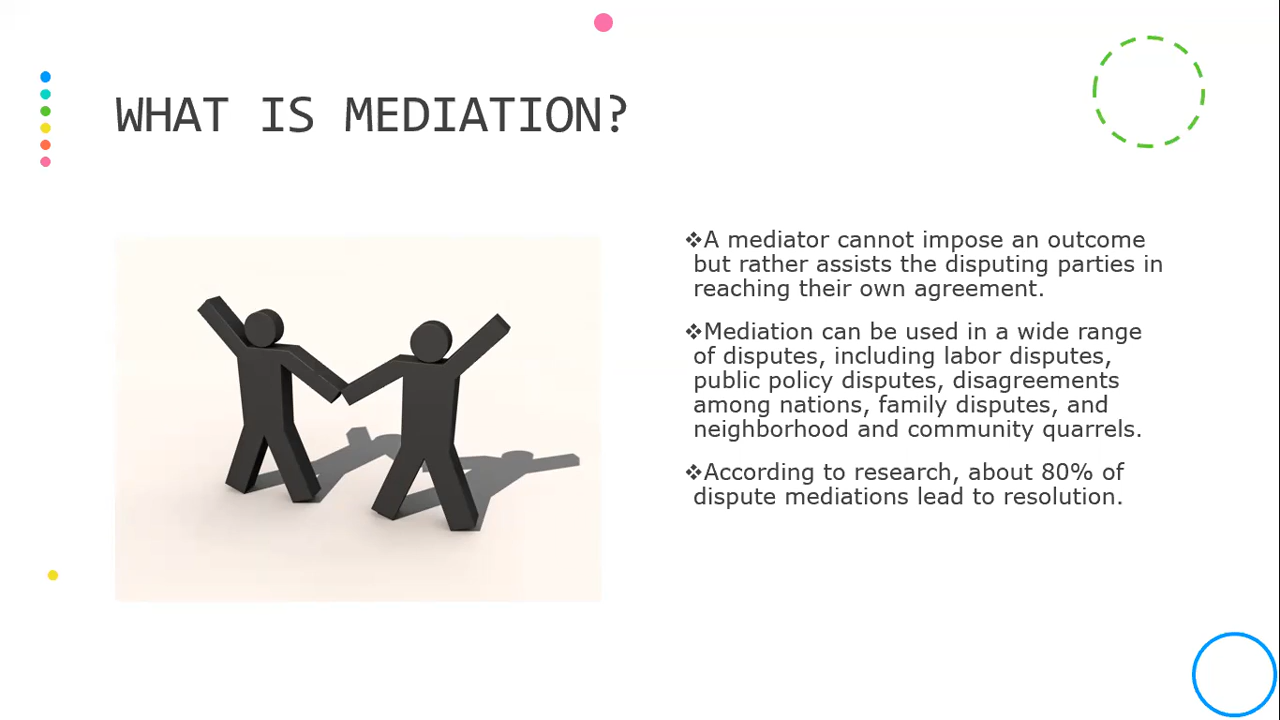 WHAT IS MEDIATION?
❖A mediator cannot impose an outcome
but rather assists the disputing parties in
reaching their own agreement.
❖Mediation can be used in a wide range
of disputes, including labor disputes,
public policy disputes, disagreements
among nations, family disputes, and
neighborhood and community quarrels.
❖According to research, about 80% of
dispute mediations lead to resolution.